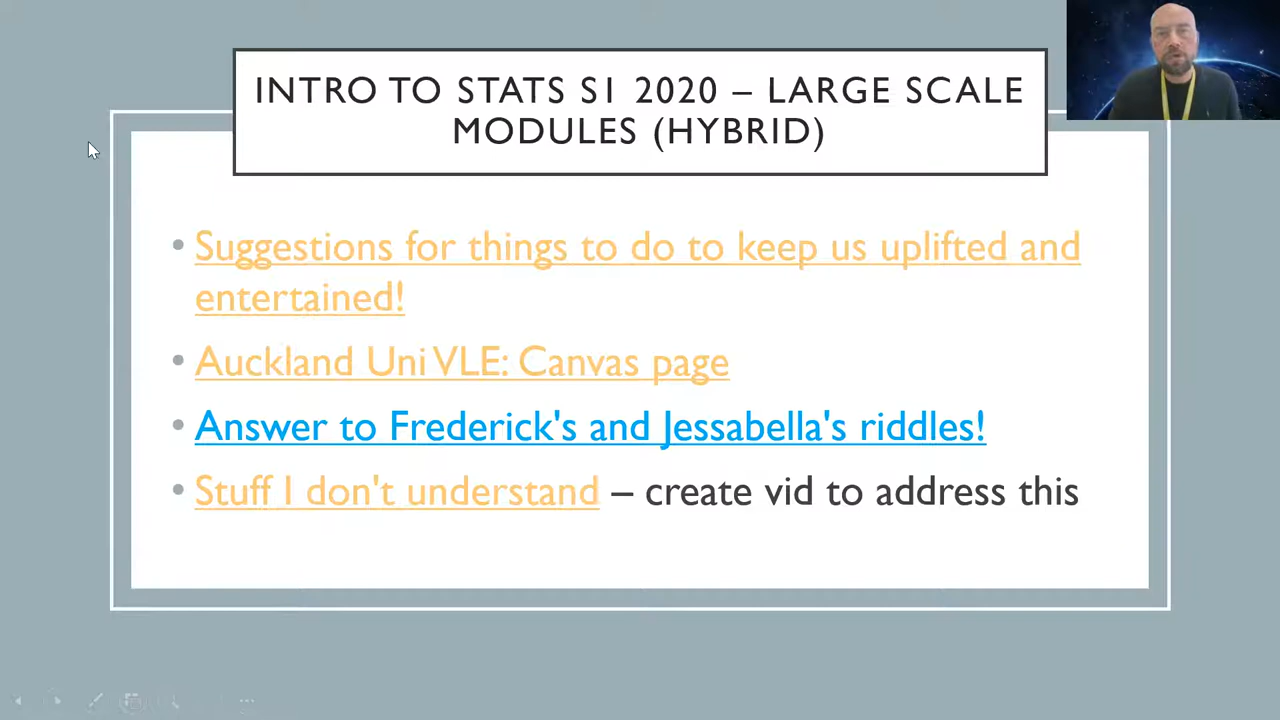 INTRO TO STATS S1 2020 – LARGE SCALE
MODULES (HYBRID)
• Suggestions for things to do to keep us uplifted and
entertained!
• Auckland Uni VLE: Canvas page
• Answer to Frederick's and Jessabella's riddles!
• Stuff I don't understand – create vid to address this